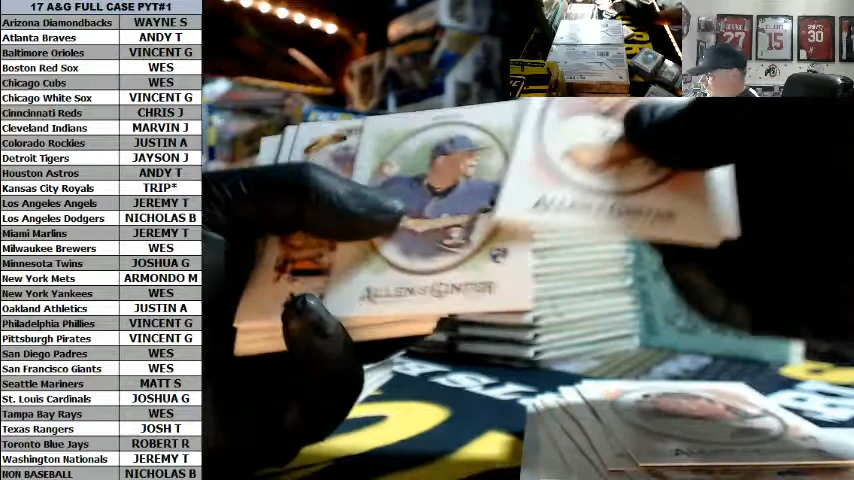 17 A&G FULL CASE PYT#1
Arizona Diamondbacks WAYNE S
Atlanta Braves ANDY T
Baltimore Orioles VINCENT G
Boston Red Sox WES
Chicago Cubs WES
Chicago White Sox VINCENT G
Cinncinnati Reds CHRIS J
Cleveland Indians MARVIN J
Colorado Rockies JUSTIN A
Detroit Tigers JAYSON J
Houston Astros ANDY T
Kansas City Royals TRIP*
Los Angeles Angels JEREMY T
Los Angeles Dodgers NICHOLAS B
Miami Marlins JEREMY T
Milwaukee Brewers WES
Minnesota Twins JOSHUA G
New York Mets ARMONDO M
New York Yankees WES
Oakland Athletics JUSTIN A
Philadelphia Phillies VINCENT G
Pittsburgh Pirates VINCENT G
San Diego Padres WES
San Francisco Giants WES
Seattle Mariners MATT S
St. Louis Cardinals JOSHUA G
Tampa Bay Rays WES
Texas Rangers JOSH T
Toronto Blue Jays ROBERT R
Washington Nationals JEREMY T
NON BASEBALL NICHOLAS B
ALLEN & GINTER
ALLEN & GINTER
27
15
30